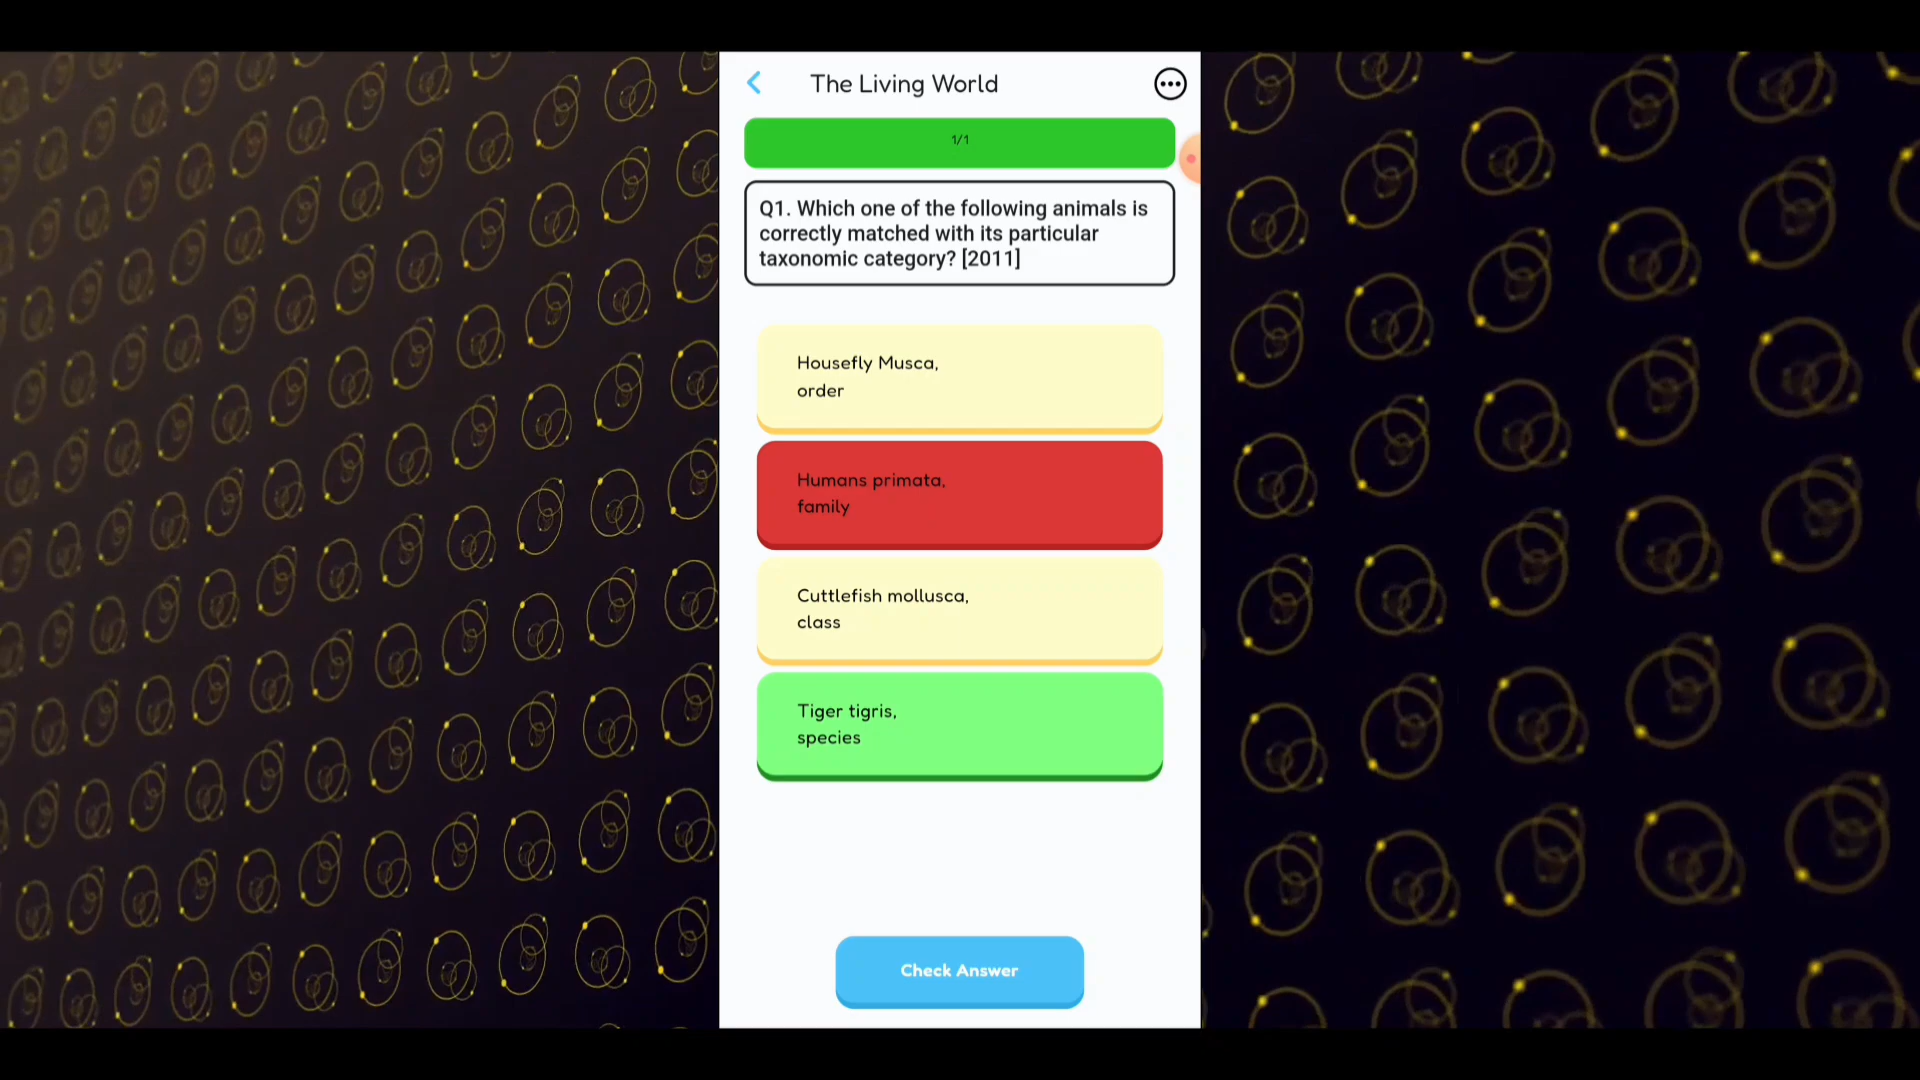 The Living World
1/1
Q1. Which one of the following animals is
correctly matched with its particular
taxonomic category? [2011]
Housefly Musca,
order
Humans primata,
family
Cuttlefish mollusca,
class
Tiger tigris,
species
Check Answer